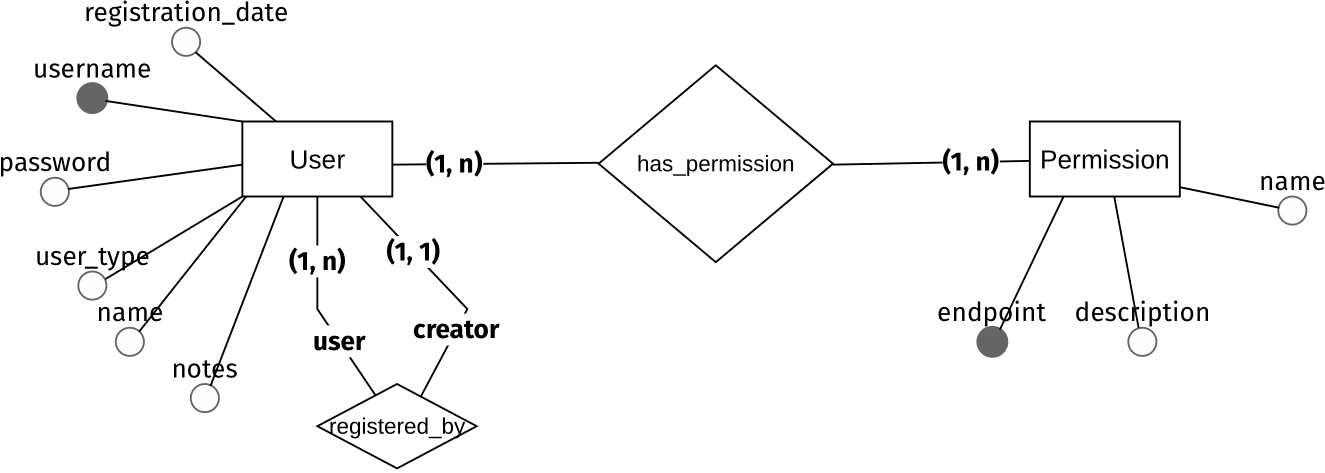 registration_date
username
password
user_type
name
notes
User
(1, n)
has_permission
(1, n)
Permission
name
endpoint
description
(1, n)
(1, 1)
user
creator
registered_by